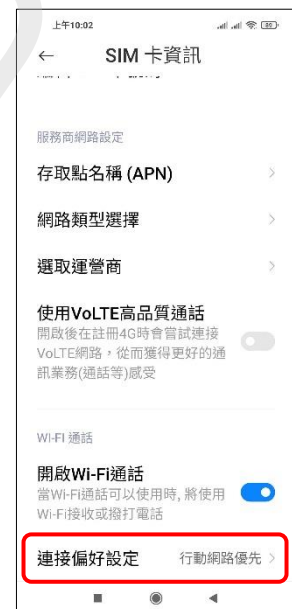 上午10:02
89
← SIM 卡資訊
服務商網路設定
存取點名稱 (APN)
網路類型選擇
選取運營商
使用VoLTE高品質通話
開啟後在註冊4G時會嘗試連接
VoLTE網路，從而獲得更好的通
訊業務(通話等)感受
WI-FI 通話
開啟Wi-Fi通話
當Wi-Fi通話可以使用時, 將使用
Wi-Fi接收或撥打電話
連接偏好設定 行動網路優先